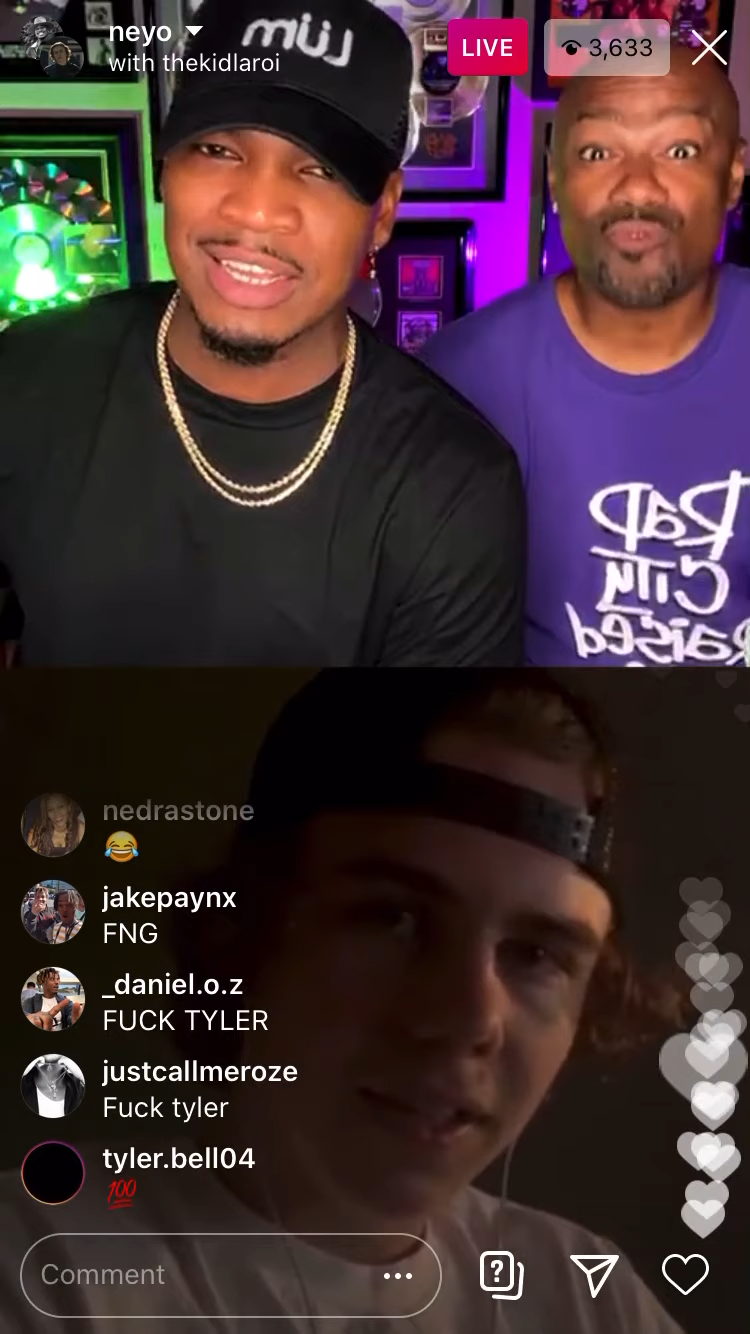 neyo
with thekidlaroi
LIVE
3,633
Rap
City
Raised
nedrastone
😂
jakepaynx
FNG
_daniel.o.z
FUCK TYLER
justcallmeroze
Fuck tyler
tyler.bell04
💯
Comment